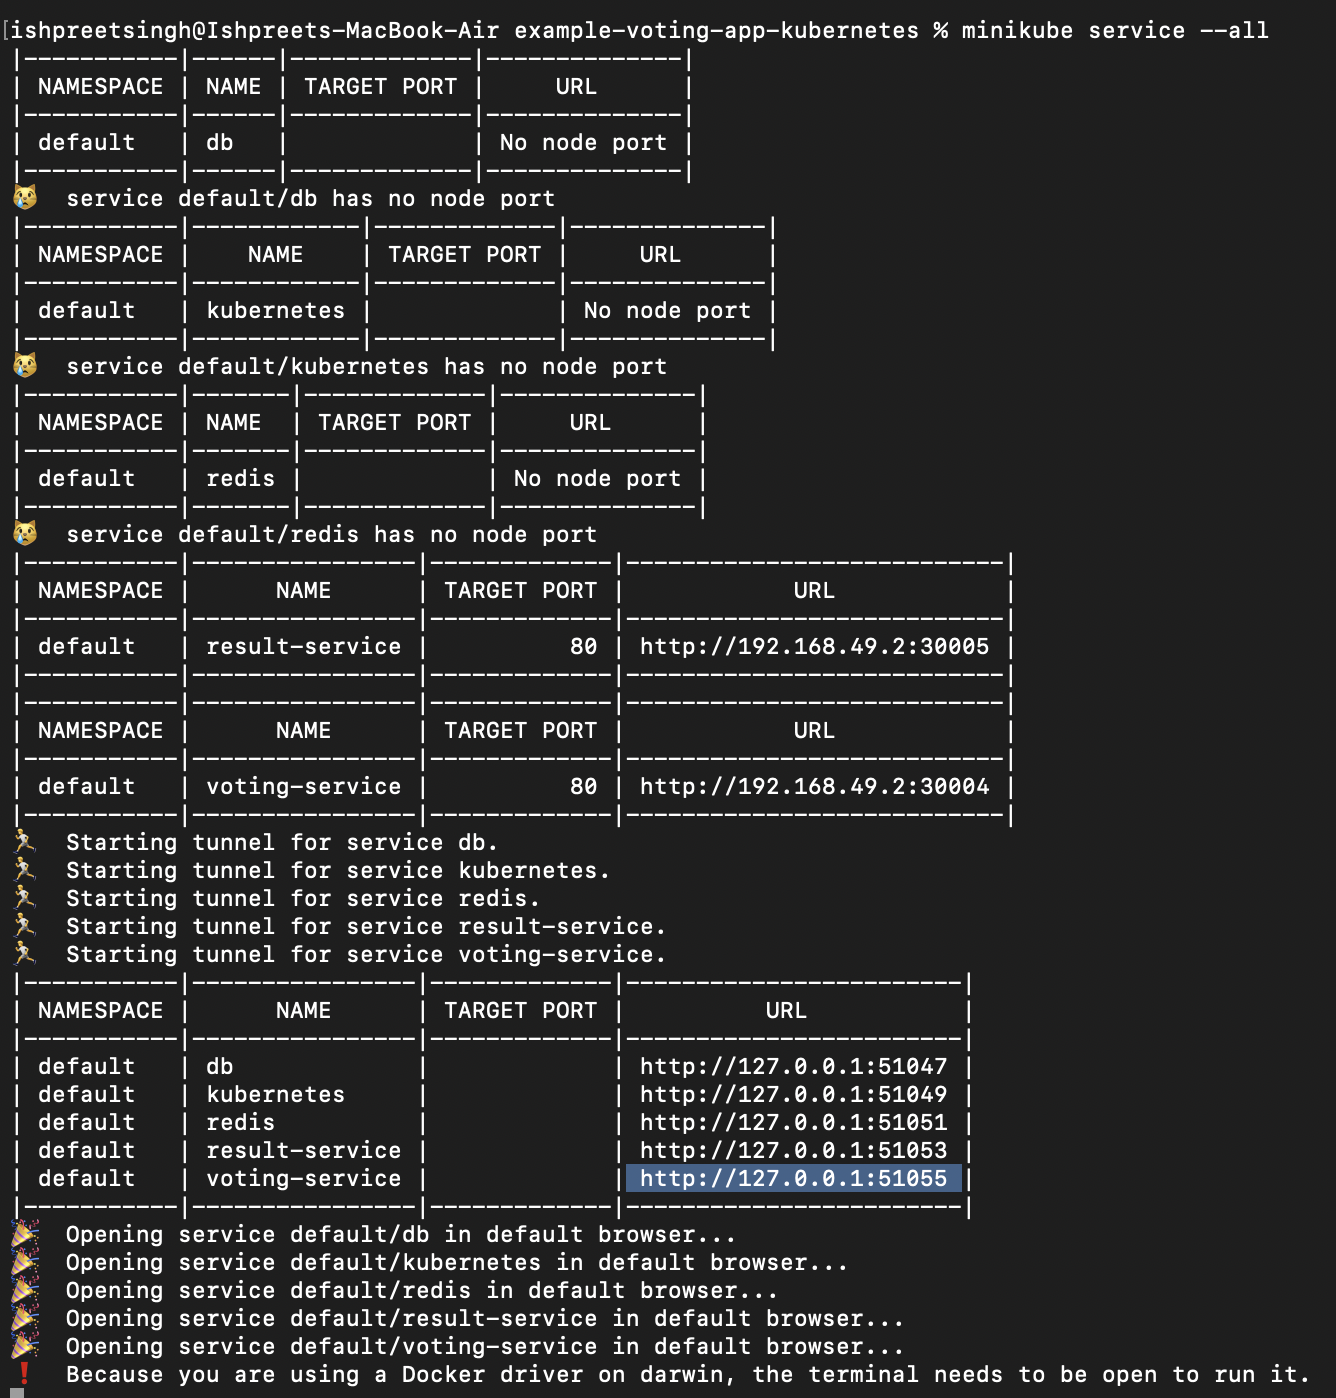 [ishpreetsingh@Ishpreets-MacBook-Air example-voting-app-kubernetes % minikube service --all
|-----------|------|-------------|--------------|
| NAMESPACE | NAME | TARGET PORT |     URL      |
|-----------|------|-------------|--------------|
| default   | db   |             | No node port |
|-----------|------|-------------|--------------|
😿  service default/db has no node port
|-----------|------------|-------------|--------------|
| NAMESPACE |    NAME    | TARGET PORT |     URL      |
|-----------|------------|-------------|--------------|
| default   | kubernetes |             | No node port |
|-----------|------------|-------------|--------------|
😿  service default/kubernetes has no node port
|-----------|-------|-------------|--------------|
| NAMESPACE | NAME  | TARGET PORT |     URL      |
|-----------|-------|-------------|--------------|
| default   | redis |             | No node port |
|-----------|-------|-------------|--------------|
😿  service default/redis has no node port
|-----------|----------------|-------------|---------------------------|
| NAMESPACE |      NAME      | TARGET PORT |            URL            |
|-----------|----------------|-------------|---------------------------|
| default   | result-service |          80 | http://192.168.49.2:30005 |
|-----------|----------------|-------------|---------------------------|
|-----------|----------------|-------------|---------------------------|
| NAMESPACE |      NAME      | TARGET PORT |            URL            |
|-----------|----------------|-------------|---------------------------|
| default   | voting-service |          80 | http://192.168.49.2:30004 |
|-----------|----------------|-------------|---------------------------|
🏃  Starting tunnel for service db.
🏃  Starting tunnel for service kubernetes.
🏃  Starting tunnel for service redis.
🏃  Starting tunnel for service result-service.
🏃  Starting tunnel for service voting-service.
|-----------|----------------|-------------|------------------------|
| NAMESPACE |      NAME      | TARGET PORT |          URL           |
|-----------|----------------|-------------|------------------------|
| default   | db             |             | http://127.0.0.1:51047 |
| default   | kubernetes     |             | http://127.0.0.1:51049 |
| default   | redis          |             | http://127.0.0.1:51051 |
| default   | result-service |             | http://127.0.0.1:51053 |
| default   | voting-service |             | http://127.0.0.1:51055 |
|-----------|----------------|-------------|------------------------|
🎉  Opening service default/db in default browser...
🎉  Opening service default/kubernetes in default browser...
🎉  Opening service default/redis in default browser...
🎉  Opening service default/result-service in default browser...
🎉  Opening service default/voting-service in default browser...
❗  Because you are using a Docker driver on darwin, the terminal needs to be open to run it.